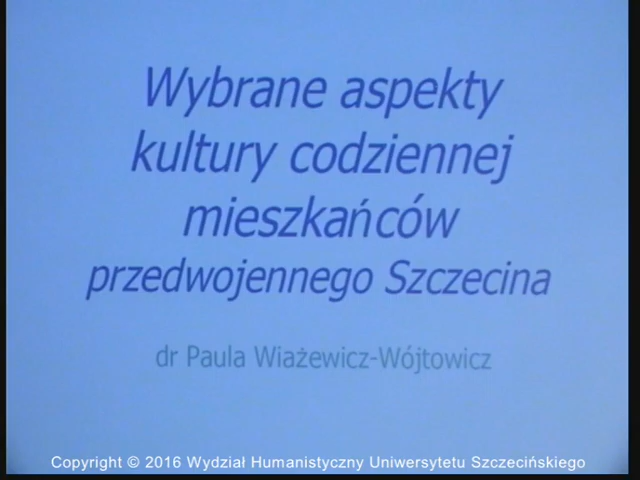 Wybrane aspekty
kultury codziennej
mieszkańców
przedwojennego Szczecina
dr Paula Wiażewicz-Wójtowicz
Copyright © 2016 Wydział Humanistyczny Uniwersytetu Szczecińskiego